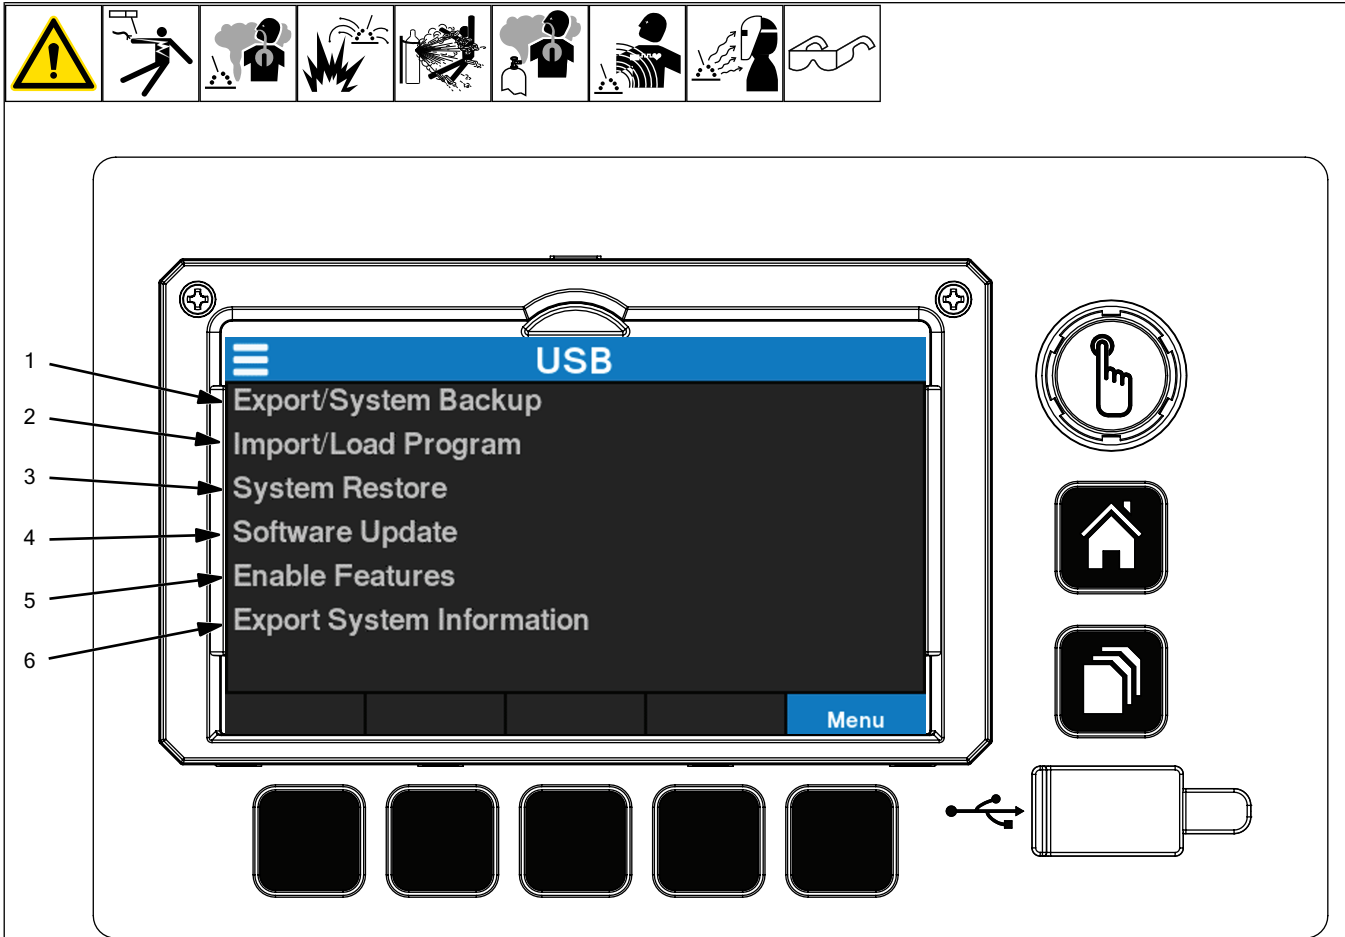 USB
1
Export/System Backup
2
Import/Load Program
3
System Restore
4
Software Update
5
Enable Features
6
Export System Information
Menu